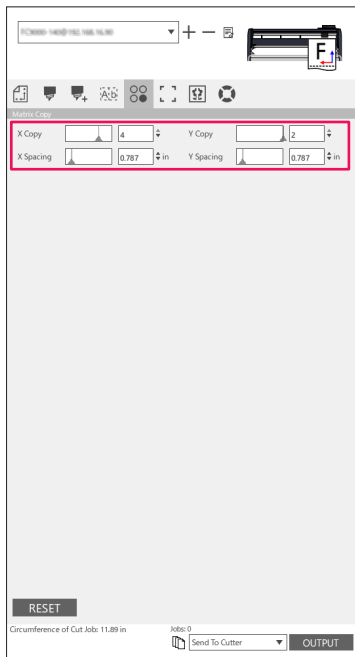 F
A:b
Matrix Copy
X Copy 4 Y Copy 2
X Spacing 0.787 in Y Spacing 0.787 in
RESET
Circumference of Cut Job: 11.89 in Jobs: 0
Send To Cutter OUTPUT